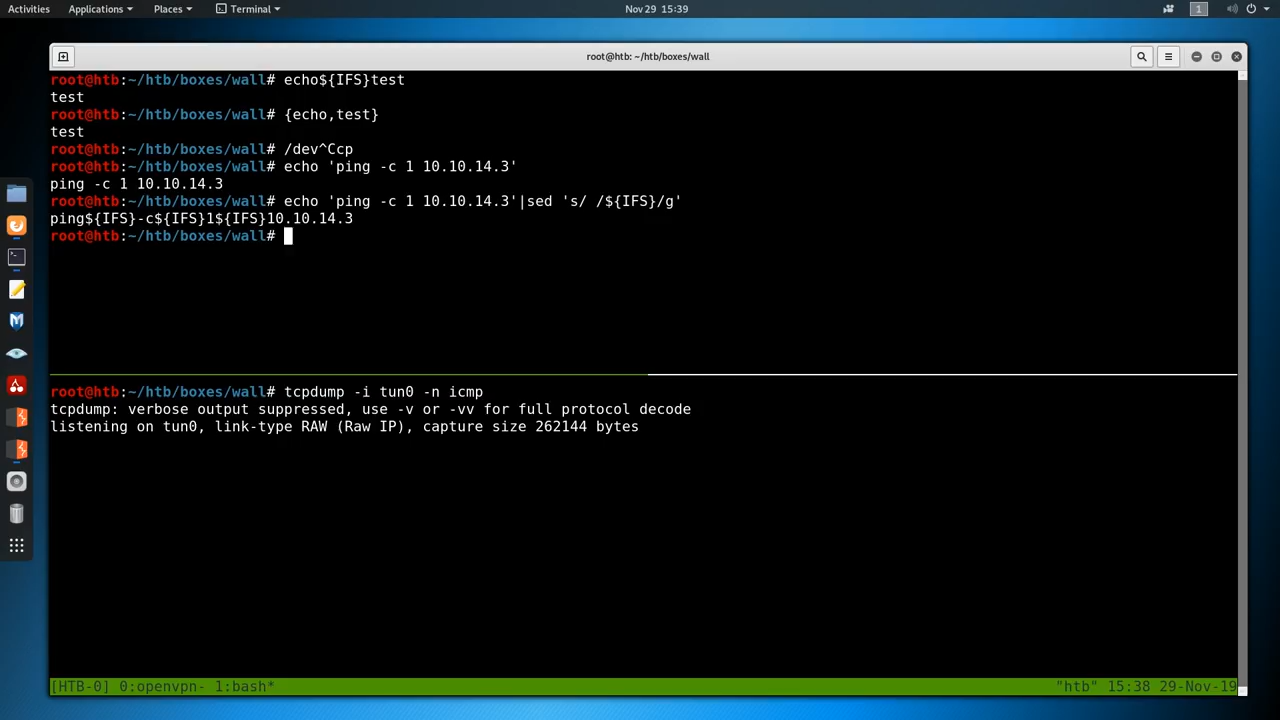 Activities Applications Places Terminal Nov 29 15:39 1
root@htb: ~/htb/boxes/wall
root@htb:~/htb/boxes/wall# echo${IFS}test
test
root@htb:~/htb/boxes/wall# {echo,test}
test
root@htb:~/htb/boxes/wall# /dev^Ccp
root@htb:~/htb/boxes/wall# echo 'ping -c 1 10.10.14.3'
ping -c 1 10.10.14.3
root@htb:~/htb/boxes/wall# echo 'ping -c 1 10.10.14.3'|sed 's/ /${IFS}/g'
ping${IFS}-c${IFS}1${IFS}10.10.14.3
root@htb:~/htb/boxes/wall#
root@htb:~/htb/boxes/wall# tcpdump -i tun0 -n icmp
tcpdump: verbose output suppressed, use -v or -vv for full protocol decode
listening on tun0, link-type RAW (Raw IP), capture size 262144 bytes
[HTB-0] 0:openvpn- 1:bash* "htb" 15:38 29-Nov-19